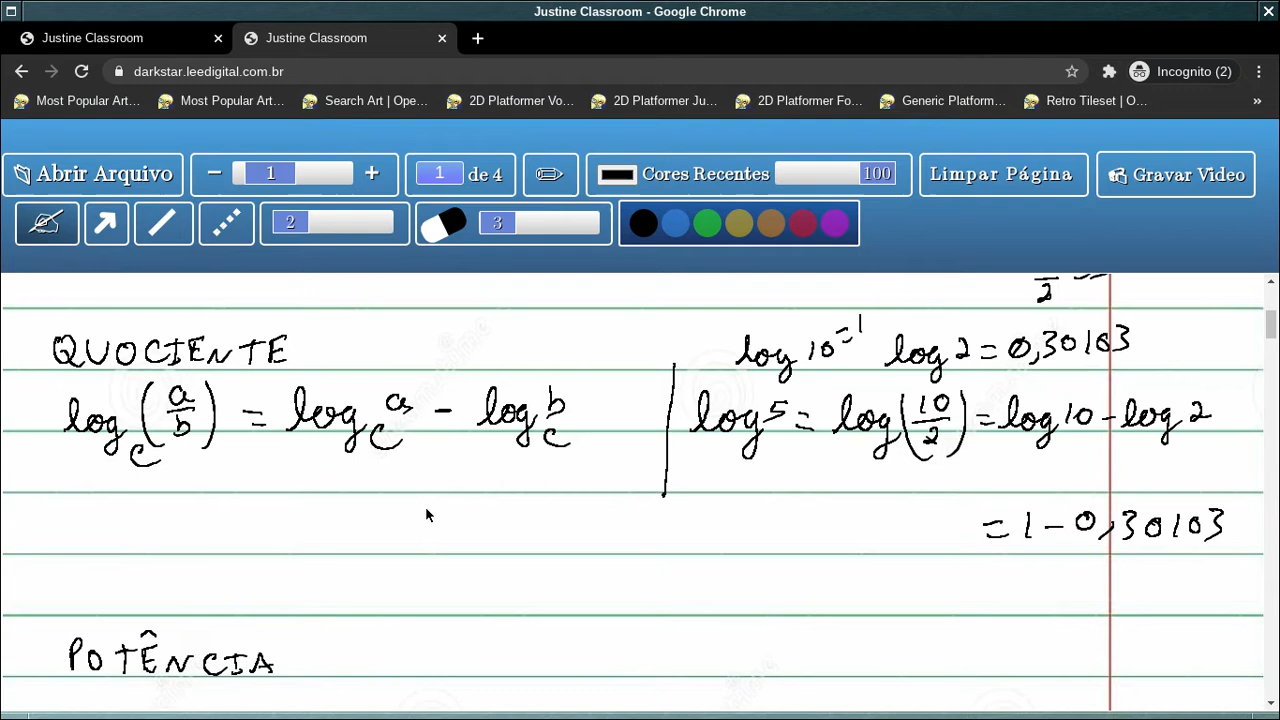 Justine Classroom - Google Chrome
Justine Classroom Justine Classroom
darkstar.leedigital.com.br Incognito (2)
Most Popular Art... Most Popular Art... Search Art | Ope... 2D Platformer Vo... 2D Platformer Ju... 2D Platformer Fo... Generic Platform... Retro Tileset | O... »
Abrir Arquivo − 1 + 1 de 4 Cores Recentes 100 Limpar Página Gravar Video
2 3
2
QUOCIENTE log 10 = 1 log 2 = 0,30103
log_c (a/b) = log_c a - log_c b | log 5 = log (10/2) = log 10 - log 2
= 1 - 0,30103
POTÊNCIA